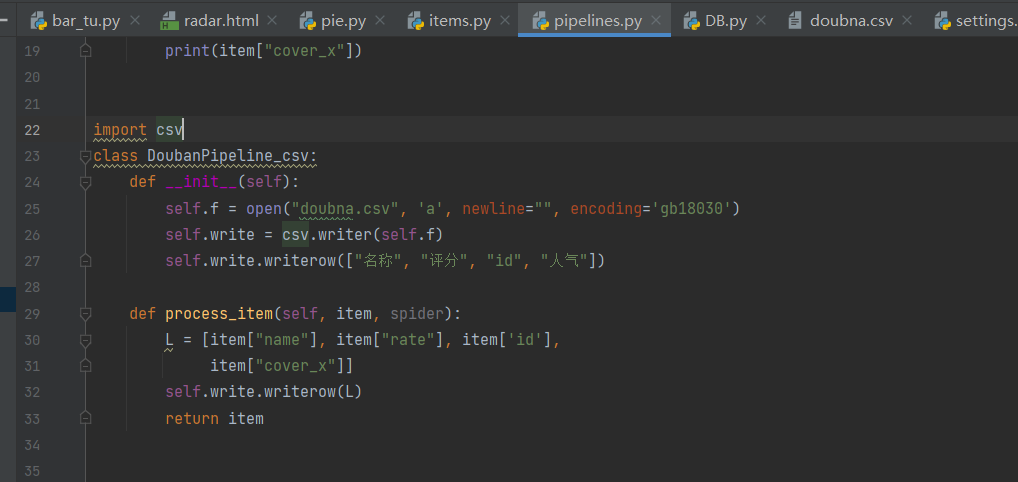 bar_tu.py radar.html pie.py items.py pipelines.py DB.py doubna.csv settings.
19 print(item["cover_x"])
20
21
22 import csv
23 class DoubanPipeline_csv:
24 def __init__(self):
25 self.f = open("doubna.csv", 'a', newline="", encoding='gb18030')
26 self.write = csv.writer(self.f)
27 self.write.writerow(["名称", "评分", "id", "人气"])
28
29 def process_item(self, item, spider):
30 L = [item["name"], item["rate"], item['id'],
31 item["cover_x"]]
32 self.write.writerow(L)
33 return item
34
35